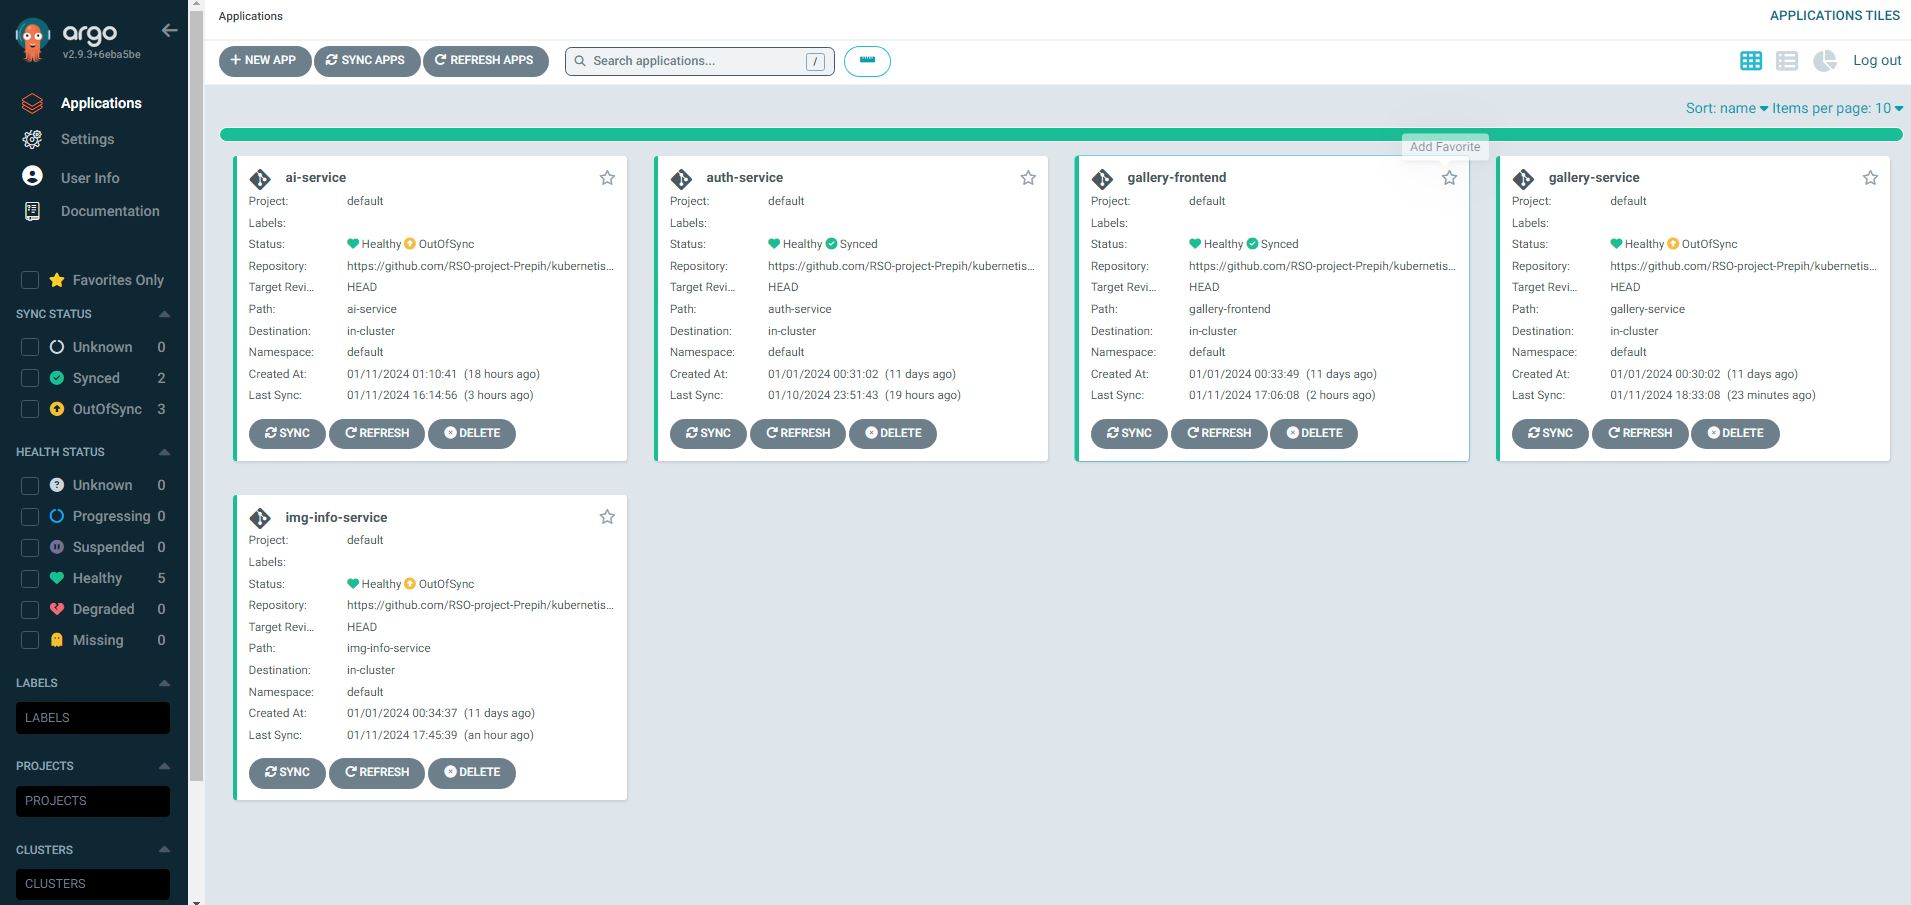 argo
v2.9.3+6eba5be
Applications
Settings
User Info
Documentation
Favorites Only
SYNC STATUS
Unknown 0
Synced 2
OutOfSync 3
HEALTH STATUS
Unknown 0
Progressing 0
Suspended 0
Healthy 5
Degraded 0
Missing 0
LABELS
LABELS
PROJECTS
PROJECTS
CLUSTERS
CLUSTERS
Applications
APPLICATIONS TILES
+ NEW APP SYNC APPS REFRESH APPS Search applications... / Log out
Sort: name Items per page: 10
Add Favorite
ai-service
Project: default
Labels:
Status: Healthy OutOfSync
Repository: https://github.com/RSO-project-Prepih/kubernetis...
Target Revi... HEAD
Path: ai-service
Destination: in-cluster
Namespace: default
Created At: 01/11/2024 01:10:41 (18 hours ago)
Last Sync: 01/11/2024 16:14:56 (3 hours ago)
SYNC REFRESH DELETE
auth-service
Project: default
Labels:
Status: Healthy Synced
Repository: https://github.com/RSO-project-Prepih/kubernetis...
Target Revi... HEAD
Path: auth-service
Destination: in-cluster
Namespace: default
Created At: 01/01/2024 00:31:02 (11 days ago)
Last Sync: 01/10/2024 23:51:43 (19 hours ago)
SYNC REFRESH DELETE
gallery-frontend
Project: default
Labels:
Status: Healthy Synced
Repository: https://github.com/RSO-project-Prepih/kubernetis...
Target Revi... HEAD
Path: gallery-frontend
Destination: in-cluster
Namespace: default
Created At: 01/01/2024 00:33:49 (11 days ago)
Last Sync: 01/11/2024 17:06:08 (2 hours ago)
SYNC REFRESH DELETE
gallery-service
Project: default
Labels:
Status: Healthy OutOfSync
Repository: https://github.com/RSO-project-Prepih/kubernetis...
Target Revi... HEAD
Path: gallery-service
Destination: in-cluster
Namespace: default
Created At: 01/01/2024 00:30:02 (11 days ago)
Last Sync: 01/11/2024 18:33:08 (23 minutes ago)
SYNC REFRESH DELETE
img-info-service
Project: default
Labels:
Status: Healthy OutOfSync
Repository: https://github.com/RSO-project-Prepih/kubernetis...
Target Revi... HEAD
Path: img-info-service
Destination: in-cluster
Namespace: default
Created At: 01/01/2024 00:34:37 (11 days ago)
Last Sync: 01/11/2024 17:45:39 (an hour ago)
SYNC REFRESH DELETE